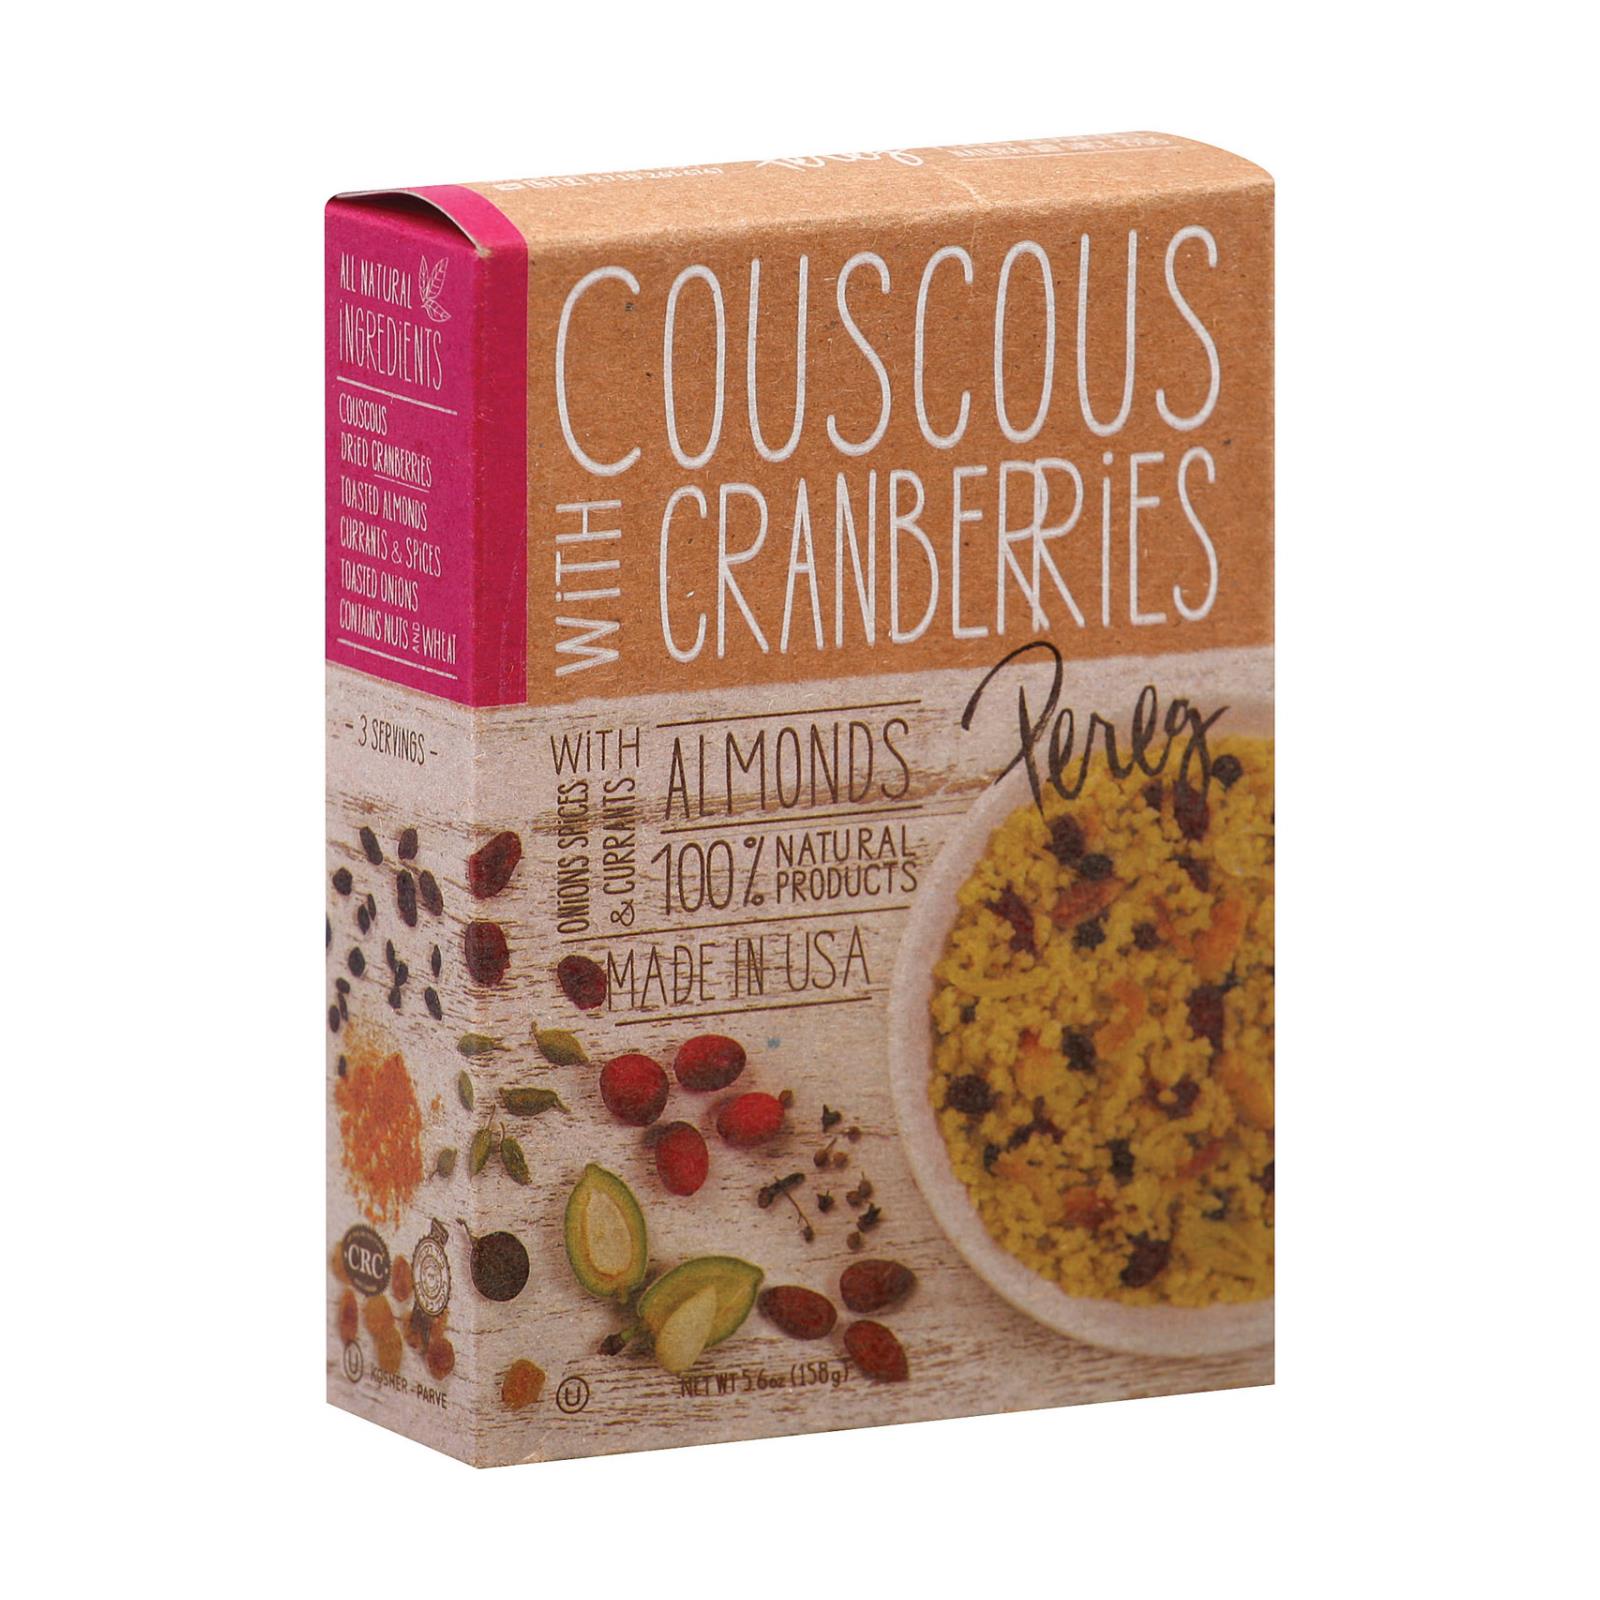 Pereg
ALL NATURAL
iNGREDiENTS
COUSCOUS
DRiED CRANBERRiES
TOASTED ALMONDS
CURRANTS & SPiCES
TOASTED ONiONS
CONTAiNS NUTS AND WHEAT
- 3 SERViNGS -
CRC
U KOSHER - PARVE
COUSCOUS
WiTH CRANBERRiES
Pereg
WiTH ALMONDS
ONiONS SPiCES
& CURRANTS
100% NATURAL
PRODUCTS
MADE IN USA
U
NET WT 5.6oz (158g)